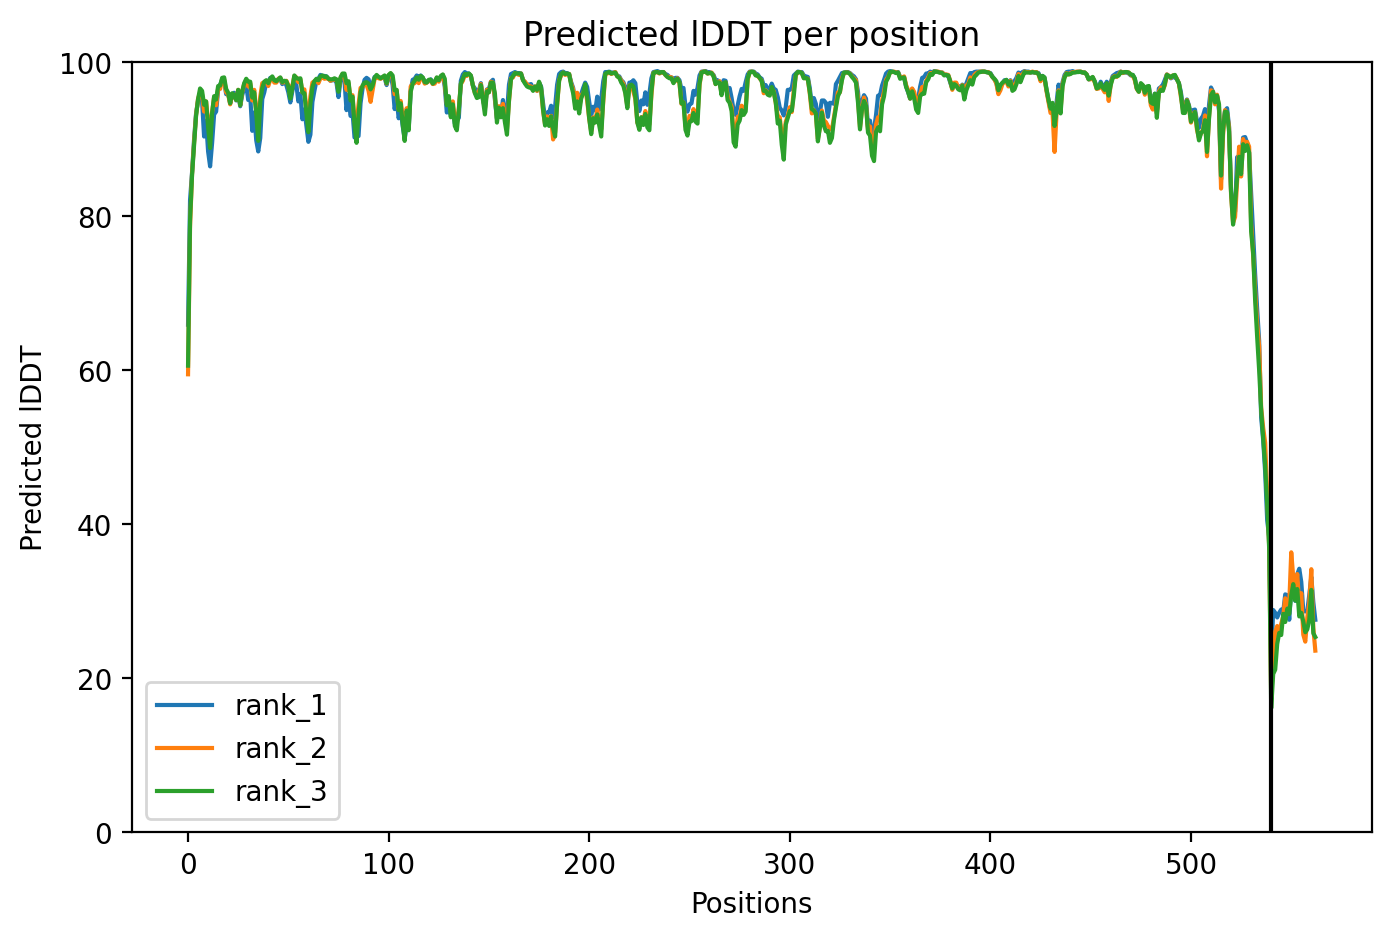 Predicted lDDT per position
100
80
60
40
20
0
Predicted lDDT
rank_1
rank_2
rank_3
0 100 200 300 400 500
Positions